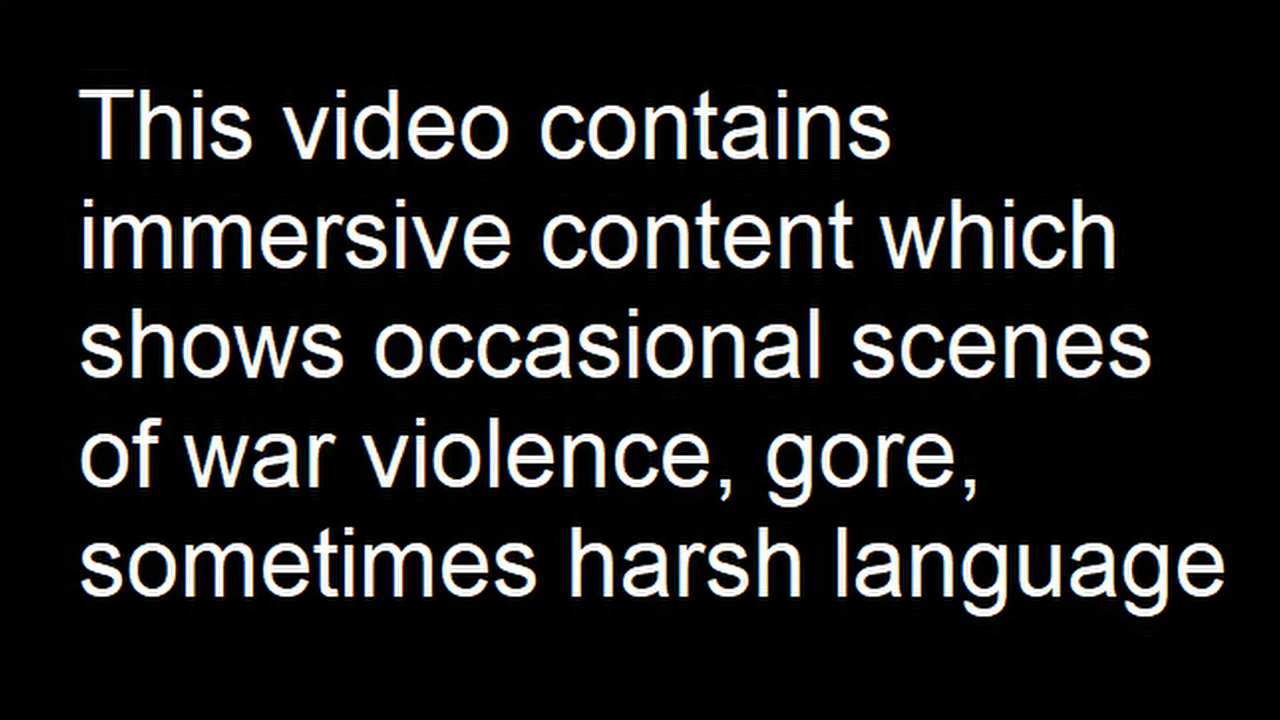 This video contains
immersive content which
shows occasional scenes
of war violence, gore,
sometimes harsh language